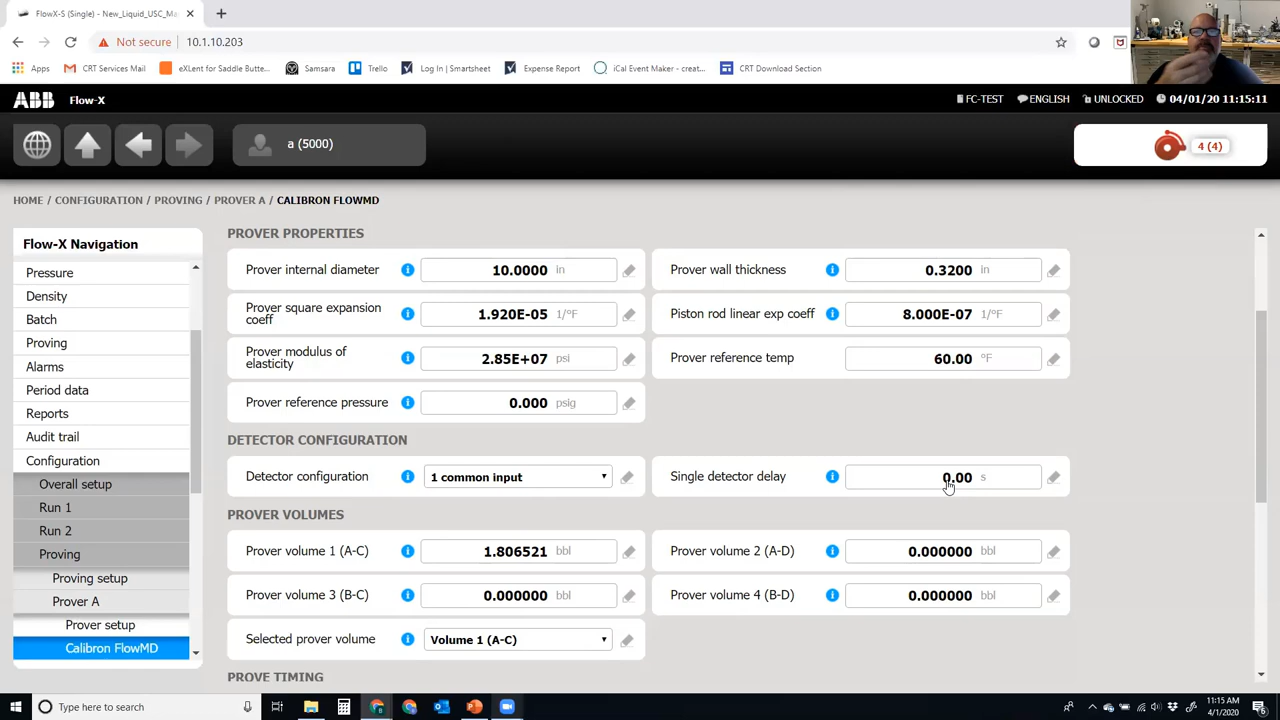 FlowX-S (Single) - New_Liquid_USC_Ma
Not secure 10.1.10.203
Apps CRT Services Mail eXLent for Saddle Butte... Samsara Trello Log In | Smartsheet Expense Report iCal Event Maker - creat... CRT Download Section
ABB Flow-X FC-TEST ENGLISH UNLOCKED 04/01/20 11:15:11
a (5000) 4 (4)
HOME / CONFIGURATION / PROVING / PROVER A / CALIBRON FLOWMD
Flow-X Navigation
Pressure
Density
Batch
Proving
Alarms
Period data
Reports
Audit trail
Configuration
Overall setup
Run 1
Run 2
Proving
Proving setup
Prover A
Prover setup
Calibron FlowMD
PROVER PROPERTIES
Prover internal diameter 10.0000 in Prover wall thickness 0.3200 in
Prover square expansion
coeff 1.920E-05 1/°F Piston rod linear exp coeff 8.000E-07 1/°F
Prover modulus of
elasticity 2.85E+07 psi Prover reference temp 60.00 °F
Prover reference pressure 0.000 psig
DETECTOR CONFIGURATION
Detector configuration 1 common input Single detector delay 0.00 s
PROVER VOLUMES
Prover volume 1 (A-C) 1.806521 bbl Prover volume 2 (A-D) 0.000000 bbl
Prover volume 3 (B-C) 0.000000 bbl Prover volume 4 (B-D) 0.000000 bbl
Selected prover volume Volume 1 (A-C)
PROVE TIMING
Type here to search 11:15 AM
4/1/2020